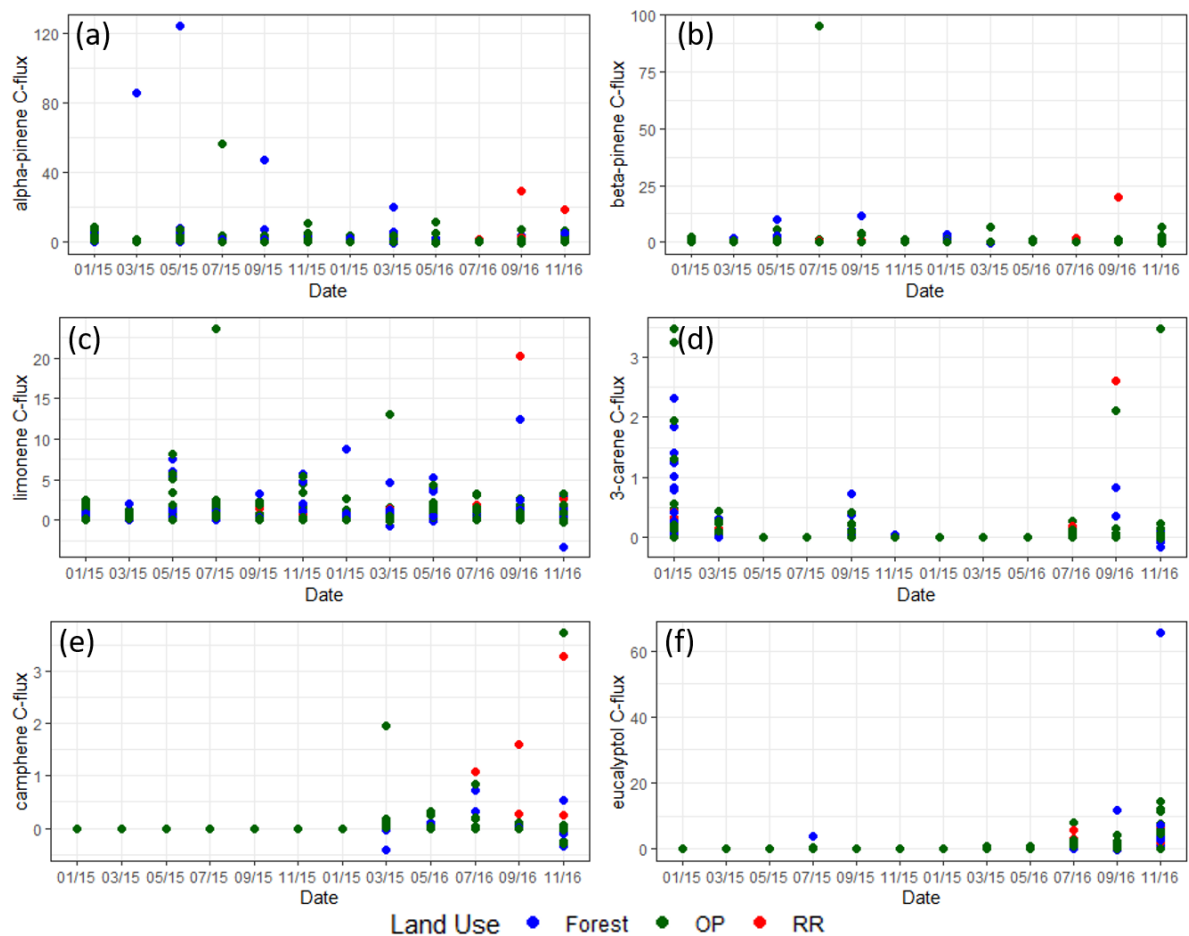 (a)
alpha-pinene C-flux
120
80
40
0
01/15 03/15 05/15 07/15 09/15 11/15 01/15 03/15 05/16 07/16 09/16 11/16
Date
(b)
beta-pinene C-flux
100
75
50
25
0
01/15 03/15 05/15 07/15 09/15 11/15 01/15 03/15 05/16 07/16 09/16 11/16
Date
(c)
limonene C-flux
20
15
10
5
0
01/15 03/15 05/15 07/15 09/15 11/15 01/15 03/15 05/16 07/16 09/16 11/16
Date
(d)
3-carene C-flux
3
2
1
0
01/15 03/15 05/15 07/15 09/15 11/15 01/15 03/15 05/16 07/16 09/16 11/16
Date
(e)
camphene C-flux
3
2
1
0
01/15 03/15 05/15 07/15 09/15 11/15 01/15 03/15 05/16 07/16 09/16 11/16
Date
(f)
eucalyptol C-flux
60
40
20
0
01/15 03/15 05/15 07/15 09/15 11/15 01/15 03/15 05/16 07/16 09/16 11/16
Date
Land Use Forest OP RR